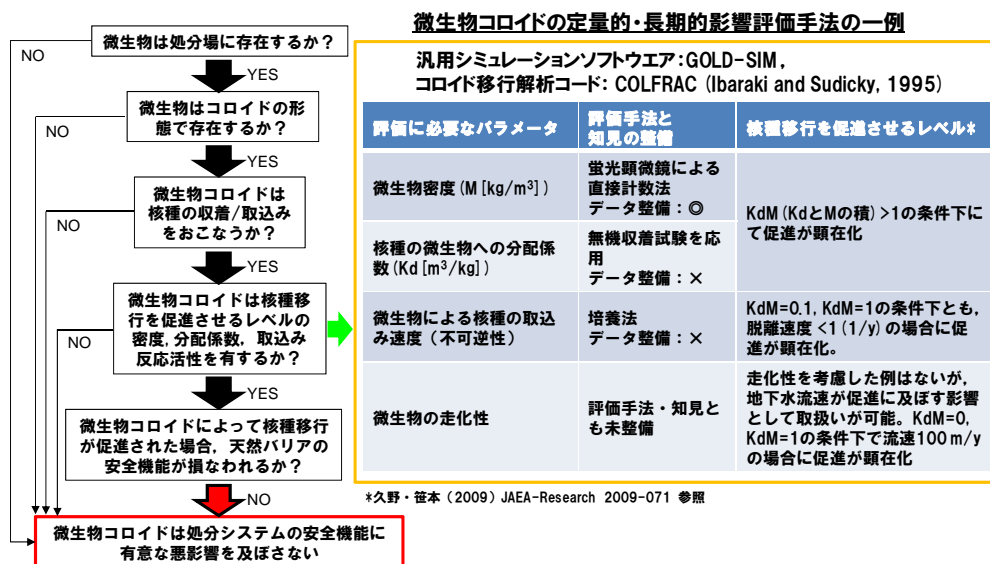 微生物コロイドの定量的・長期的影響評価手法の一例
微生物は処分場に存在するか？
NO
YES
微生物はコロイドの形
態で存在するか？
NO
YES
微生物コロイドは
核種の収着/取込み
をおこなうか？
NO
YES
微生物コロイドは核種移
行を促進させるレベルの
密度,分配係数，取込み
反応活性を有するか？
NO
YES
微生物コロイドによって核種移行
が促進された場合，天然バリアの
安全機能が損なわれるか？
NO
微生物コロイドは処分システムの安全機能に
有意な悪影響を及ぼさない
汎用シミュレーションソフトウエア：GOLD-SIM，
コロイド移行解析コード： COLFRAC (Ibaraki and Sudicky, 1995)
評価に必要なパラメータ
評価手法と
知見の整備
核種移行を促進させるレベル*
微生物密度(M[kg/m³])
蛍光顕微鏡による
直接計数法
データ整備：◎
KdM(KdとMの積)>1の条件下に
て促進が顕在化
核種の微生物への分配係
数(Kd[m³/kg])
無機収着試験を応
用
データ整備：×
微生物による核種の取込
み速度（不可逆性）
培養法
データ整備：×
KdM=0.1, KdM=1の条件下とも，
脱離速度 <1(1/y)の場合に促
進が顕在化。
微生物の走化性
評価手法・知見と
も未整備
走化性を考慮した例はないが，
地下水流速が促進に及ぼす影響
として取扱いが可能。KdM=0,
KdM=1の条件下で流速100m/y
の場合に促進が顕在化
*久野・笹本（2009）JAEA-Research 2009-071 参照